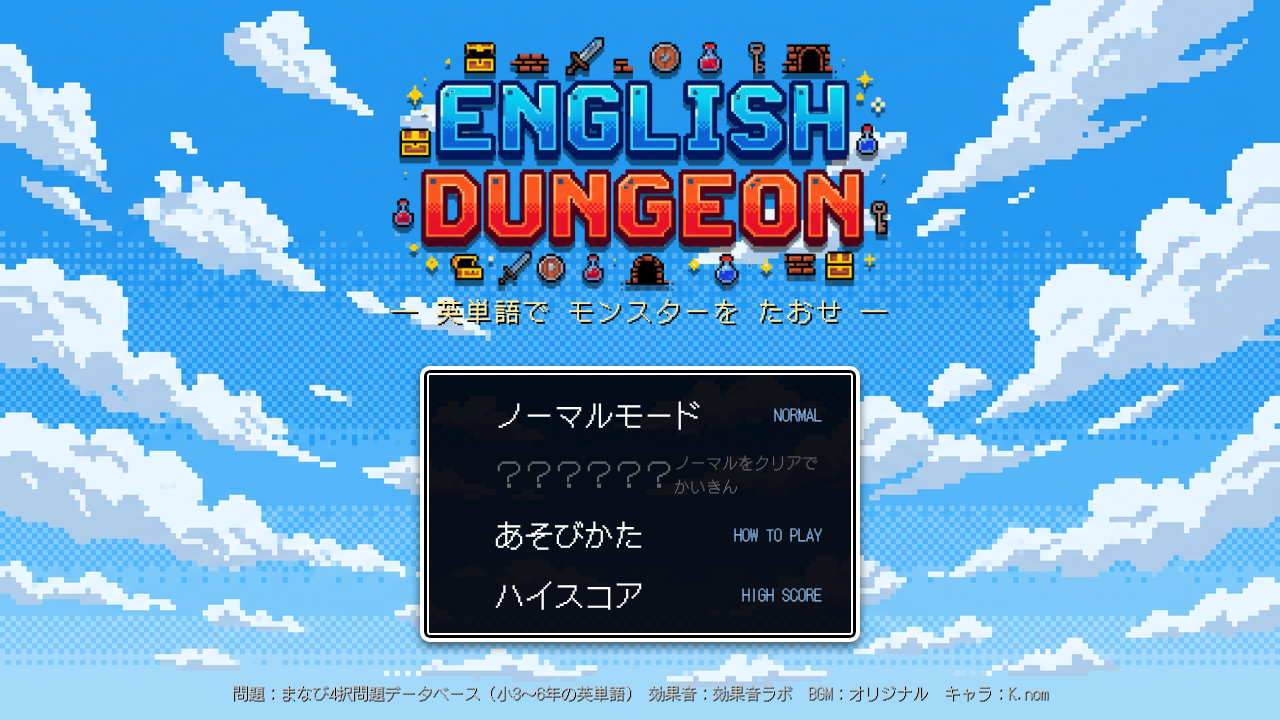 ENGLISH
DUNGEON
― 英単語で モンスターを たおせ ―
ノーマルモード NORMAL
?????? ノーマルをクリアで
かいきん
あそびかた HOW TO PLAY
ハイスコア HIGH SCORE
問題：まなび4択問題データベース（小3～6年の英単語） 効果音：効果音ラボ BGM：オリジナル キャラ：K.nom